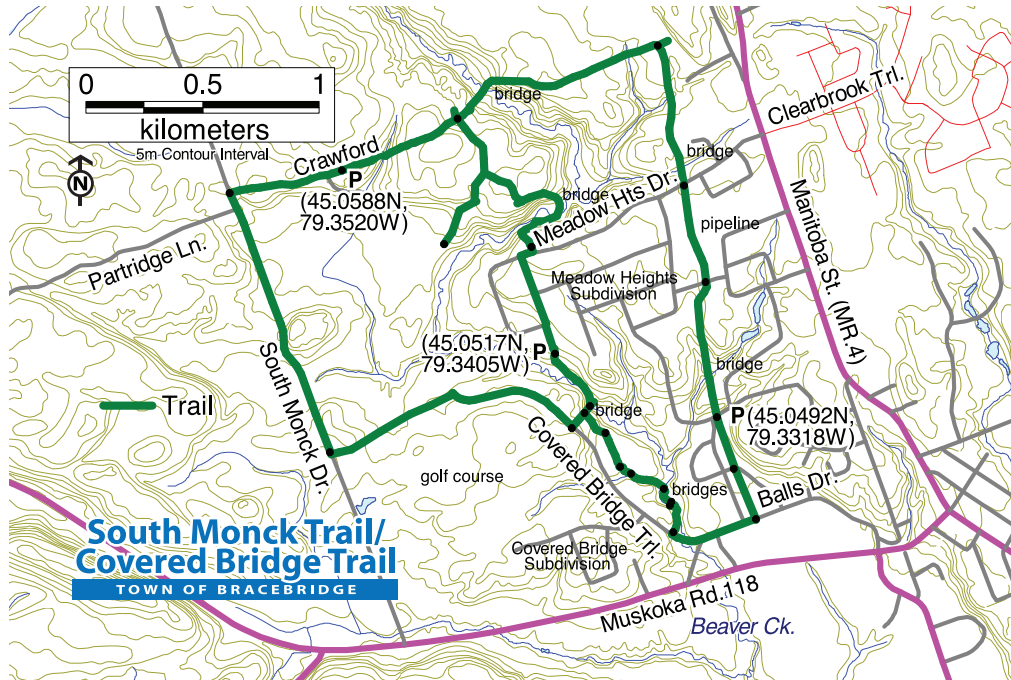 0 0.5 1
kilometers
5m Contour Interval
N
Crawford
P
(45.0588N,
79.3520W)
Partridge Ln.
bridge
bridge
Meadow Hts Dr.
bridge
Clearbrook Trl.
pipeline
Manitoba St. (MR.4)
Meadow Heights
Subdivision
(45.0517N,
79.3405W)
P
South Monck Dr.
Trail
bridge
bridge
P (45.0492N,
79.3318W)
golf course
Covered Bridge Trl.
bridges
Balls Dr.
Covered Bridge
Subdivision
Muskoka Rd.118
Beaver Ck.
South Monck Trail/
Covered Bridge Trail
TOWN OF BRACEBRIDGE